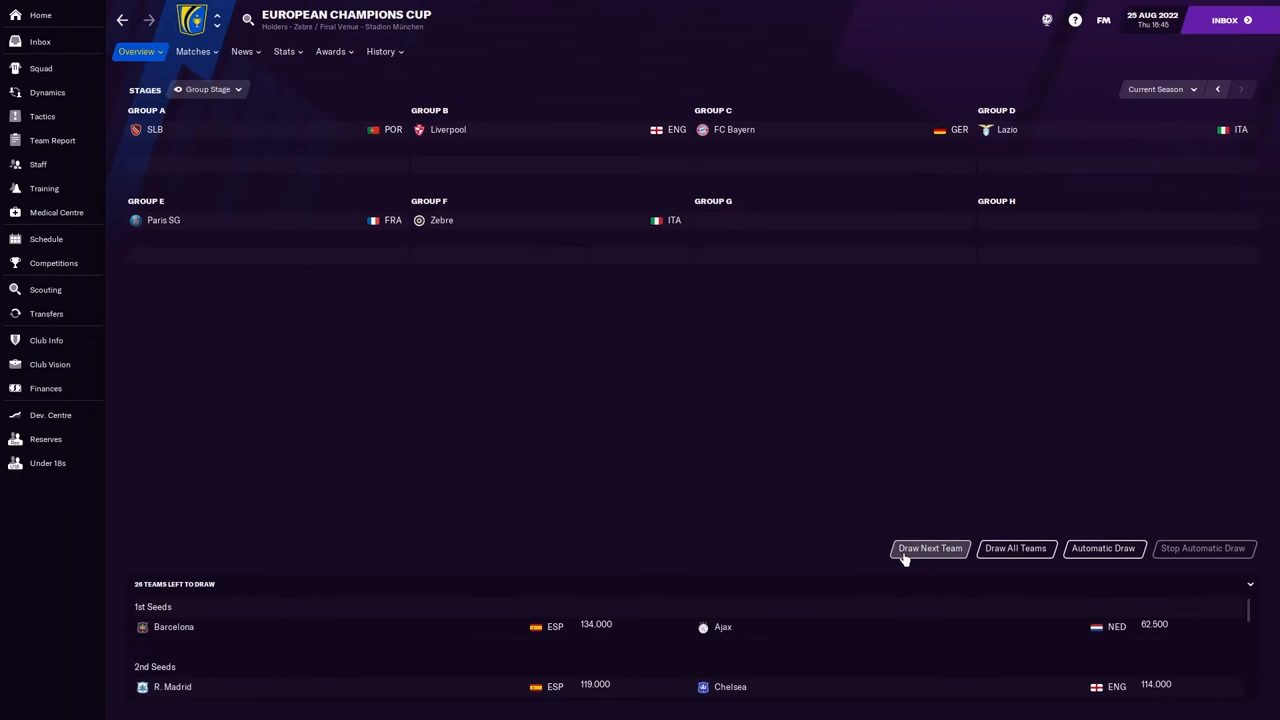 Home
Inbox
Squad
Dynamics
Tactics
Team Report
Staff
Training
Medical Centre
Schedule
Competitions
Scouting
Transfers
Club Info
Club Vision
Finances
Dev. Centre
Reserves
Under 18s
EUROPEAN CHAMPIONS CUP
Holders - Zebre / Final Venue - Stadion München
FM
25 AUG 2022
Thu 16:45
INBOX
Overview Matches News Stats Awards History
STAGES Group Stage
Current Season
GROUP A
SLB POR
GROUP B
Liverpool ENG
GROUP C
FC Bayern GER
GROUP D
Lazio ITA
GROUP E
Paris SG FRA
GROUP F
Zebre ITA
GROUP G
GROUP H
Draw Next Team Draw All Teams Automatic Draw Stop Automatic Draw
26 TEAMS LEFT TO DRAW
1st Seeds
Barcelona ESP 134.000 Ajax NED 62.500
2nd Seeds
R. Madrid ESP 119.000 Chelsea ENG 114.000